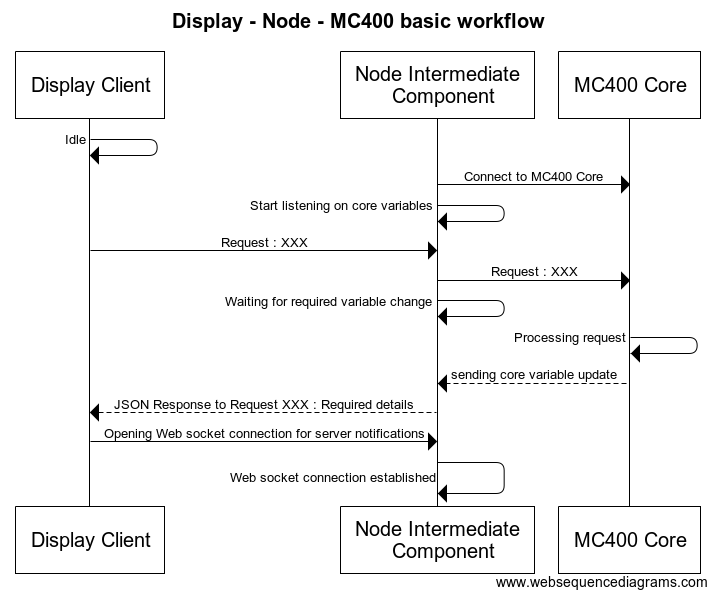 Display - Node - MC400 basic workflow
Display Client
Node Intermediate
Component
MC400 Core
Idle
Connect to MC400 Core
Start listening on core variables
Request : XXX
Request : XXX
Waiting for required variable change
Processing request
sending core variable update
JSON Response to Request XXX : Required details
Opening Web socket connection for server notifications
Web socket connection established
Display Client
Node Intermediate
Component
MC400 Core
www.websequencediagrams.com